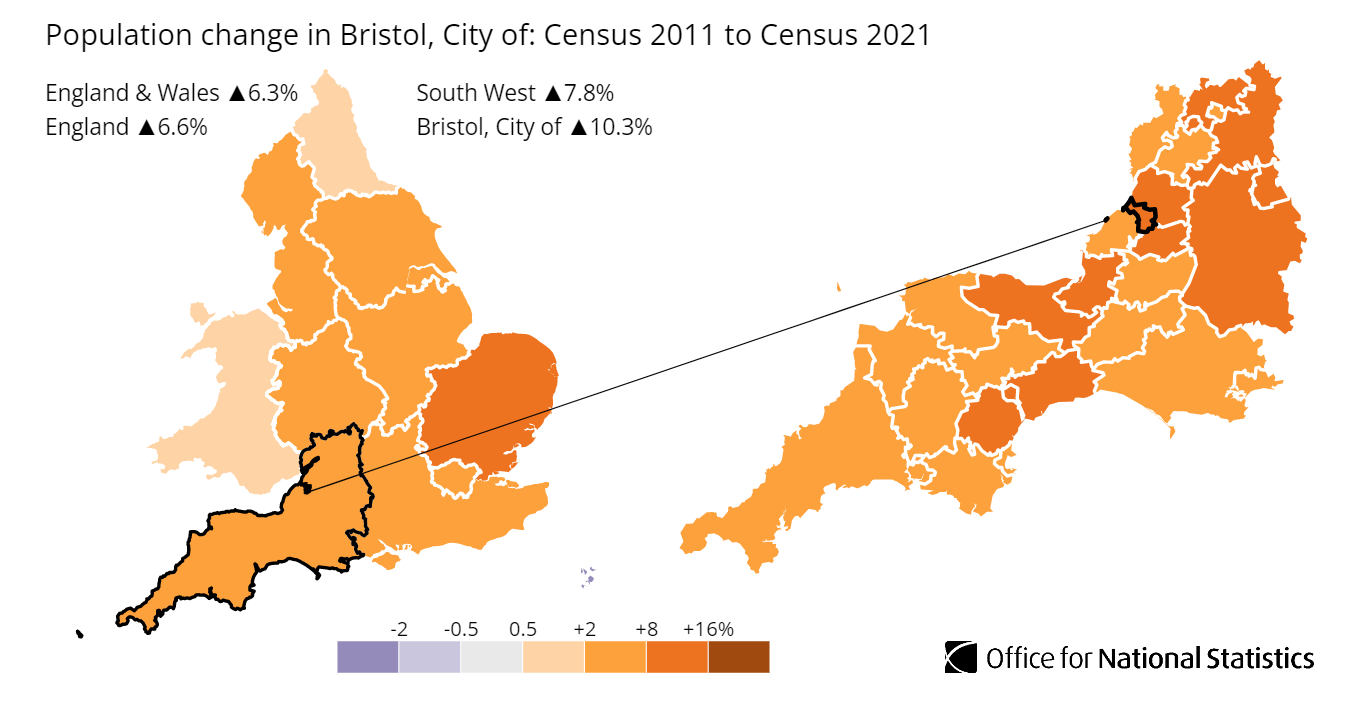 Population change in Bristol, City of: Census 2011 to Census 2021
England & Wales ▲6.3%
South West ▲7.8%
England ▲6.6%
Bristol, City of ▲10.3%
-2 -0.5 0.5 +2 +8 +16%
Office for National Statistics